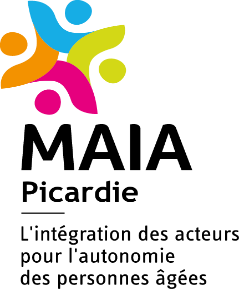 MAIA
Picardie
L'intégration des acteurs
pour l'autonomie
des personnes âgées